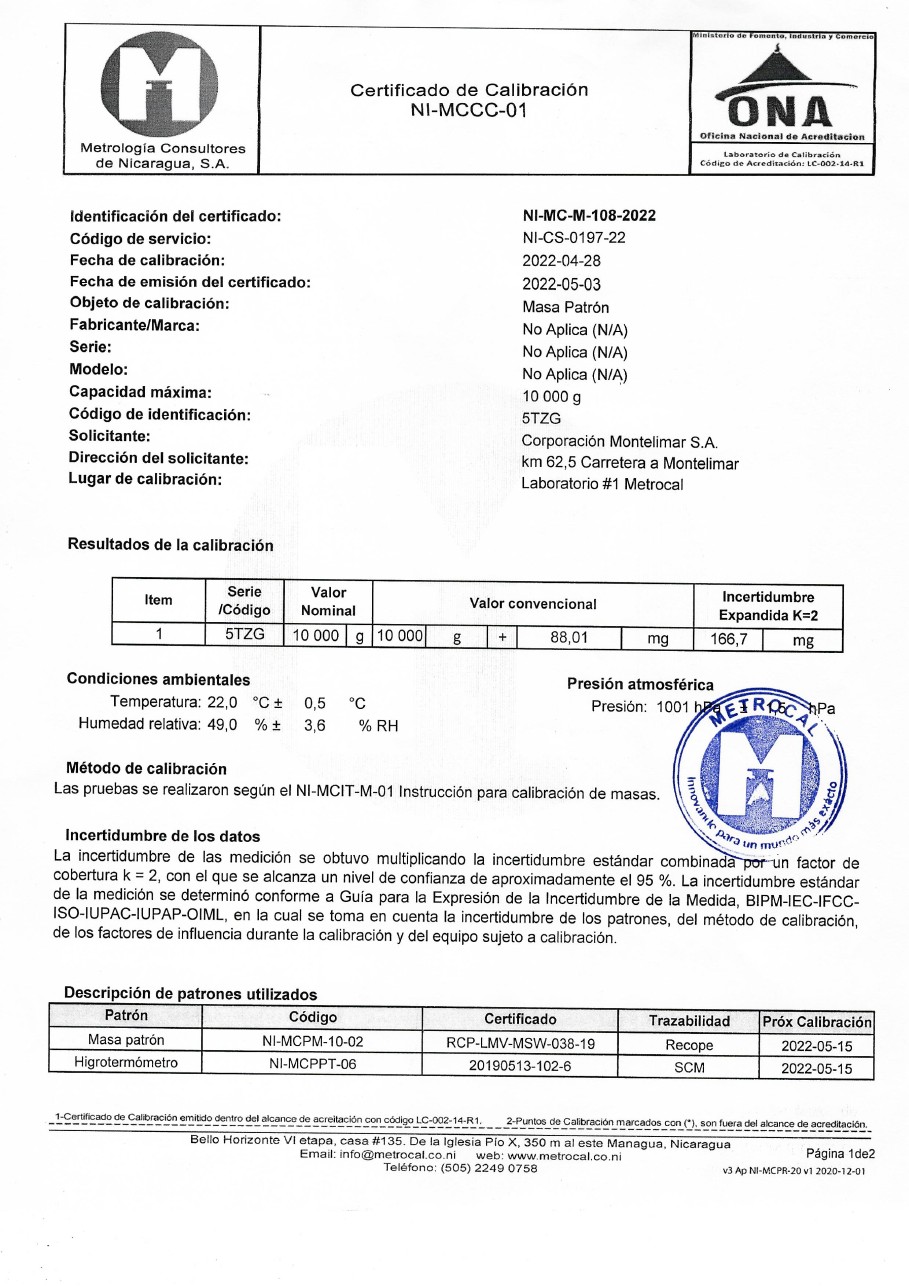 Metrología Consultores
de Nicaragua, S.A.
Certificado de Calibración
NI-MCCC-01
Ministerio de Fomento, Industria y Comercio
ONA
Oficina Nacional de Acreditacion
Laboratorio de Calibración
Código de Acreditación: LC-002-14-R1
Identificación del certificado: NI-MC-M-108-2022
Código de servicio: NI-CS-0197-22
Fecha de calibración: 2022-04-28
Fecha de emisión del certificado: 2022-05-03
Objeto de calibración: Masa Patrón
Fabricante/Marca: No Aplica (N/A)
Serie: No Aplica (N/A)
Modelo: No Aplica (N/A)
Capacidad máxima: 10 000 g
Código de identificación: 5TZG
Solicitante: Corporación Montelimar S.A.
Dirección del solicitante: km 62,5 Carretera a Montelimar
Lugar de calibración: Laboratorio #1 Metrocal
Resultados de la calibración
Item Serie /Código Valor Nominal Valor convencional Incertidumbre Expandida K=2
1 5TZG 10 000 g 10 000 g + 88,01 mg 166,7 mg
Condiciones ambientales
Temperatura: 22,0 °C ± 0,5 °C
Humedad relativa: 49,0 % ± 3,6 % RH
Presión atmosférica
Presión: 1001 hPa ± 1,5 hPa
METROCAL
Innovando para un mundo más exacto
Método de calibración
Las pruebas se realizaron según el NI-MCIT-M-01 Instrucción para calibración de masas.
Incertidumbre de los datos
La incertidumbre de las medición se obtuvo multiplicando la incertidumbre estándar combinada por un factor de
cobertura k = 2, con el que se alcanza un nivel de confianza de aproximadamente el 95 %. La incertidumbre estándar
de la medición se determinó conforme a Guía para la Expresión de la Incertidumbre de la Medida, BIPM-IEC-IFCC-
ISO-IUPAC-IUPAP-OIML, en la cual se toma en cuenta la incertidumbre de los patrones, del método de calibración,
de los factores de influencia durante la calibración y del equipo sujeto a calibración.
Descripción de patrones utilizados
Patrón Código Certificado Trazabilidad Próx Calibración
Masa patrón NI-MCPM-10-02 RCP-LMV-MSW-038-19 Recope 2022-05-15
Higrotermómetro NI-MCPPT-06 20190513-102-6 SCM 2022-05-15
1-Certificado de Calibración emitido dentro del alcance de acreitación con código LC-002-14-R1. 2-Puntos de Calibración marcados con (*), son fuera del alcance de acreditación.
Bello Horizonte VI etapa, casa #135. De la Iglesia Pío X, 350 m al este Managua, Nicaragua
Email: info@metrocal.co.ni web: www.metrocal.co.ni
Teléfono: (505) 2249 0758
Página 1de2
v3 Ap NI-MCPR-20 v1 2020-12-01